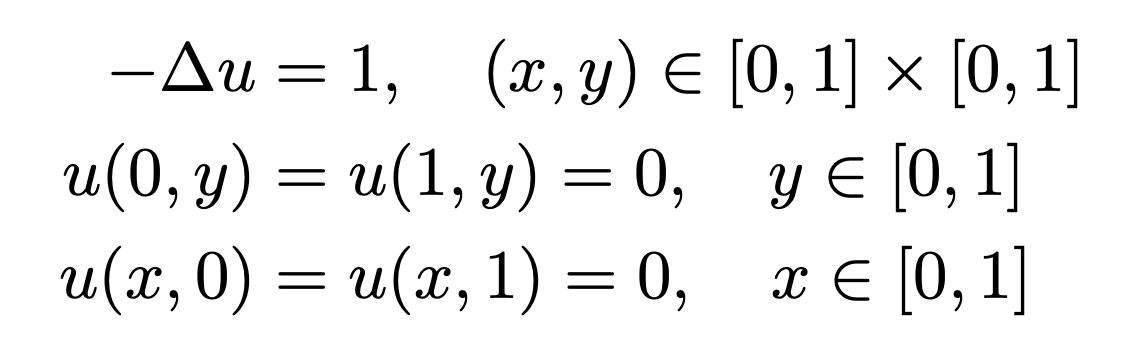 −Δu = 1, (x, y) ∈ [0, 1] × [0, 1]
u(0, y) = u(1, y) = 0, y ∈ [0, 1]
u(x, 0) = u(x, 1) = 0, x ∈ [0, 1]